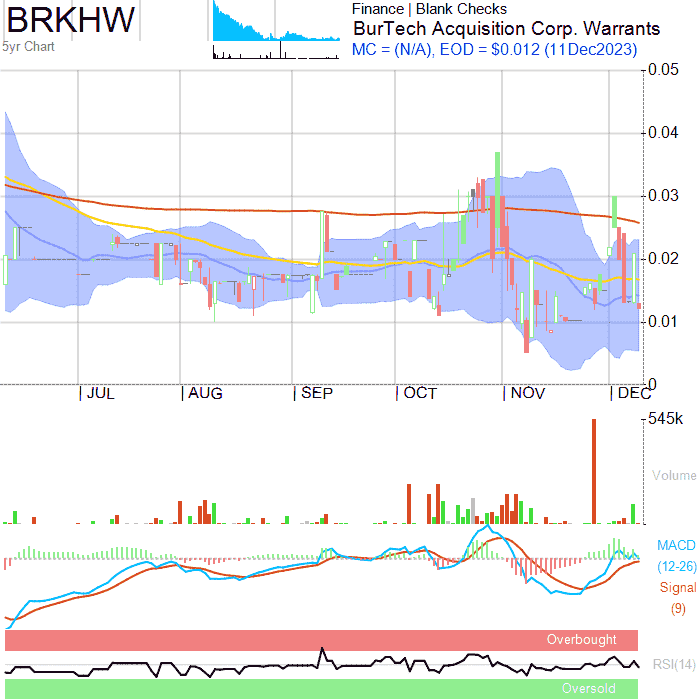 BRKHW
5yr Chart
Finance | Blank Checks
BurTech Acquisition Corp. Warrants
MC = (N/A), EOD = $0.012 (11Dec2023)
0.05
0.04
0.03
0.02
0.01
0
JUL AUG SEP OCT NOV DEC
545k
Volume
MACD
(12-26)
Signal
(9)
Overbought
RSI(14)
Oversold